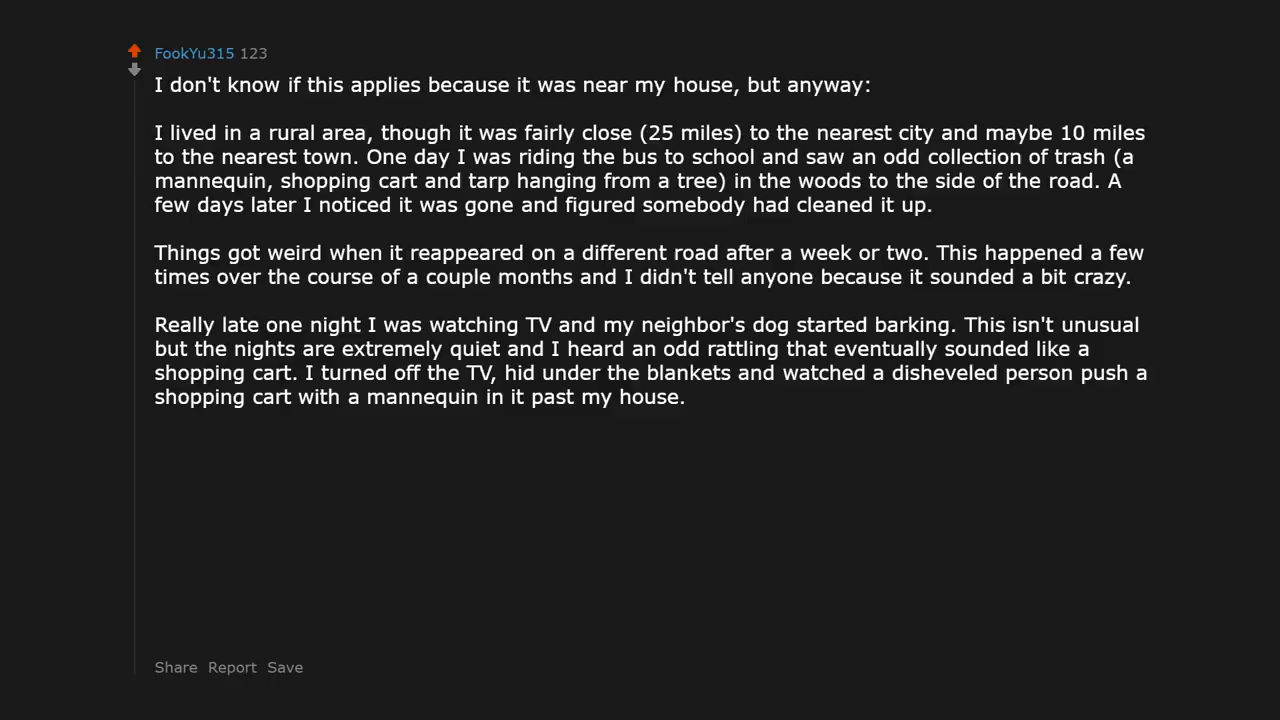 FookYu315 123
I don't know if this applies because it was near my house, but anyway:
I lived in a rural area, though it was fairly close (25 miles) to the nearest city and maybe 10 miles
to the nearest town. One day I was riding the bus to school and saw an odd collection of trash (a
mannequin, shopping cart and tarp hanging from a tree) in the woods to the side of the road. A
few days later I noticed it was gone and figured somebody had cleaned it up.
Things got weird when it reappeared on a different road after a week or two. This happened a few
times over the course of a couple months and I didn't tell anyone because it sounded a bit crazy.
Really late one night I was watching TV and my neighbor's dog started barking. This isn't unusual
but the nights are extremely quiet and I heard an odd rattling that eventually sounded like a
shopping cart. I turned off the TV, hid under the blankets and watched a disheveled person push a
shopping cart with a mannequin in it past my house.
Share Report Save